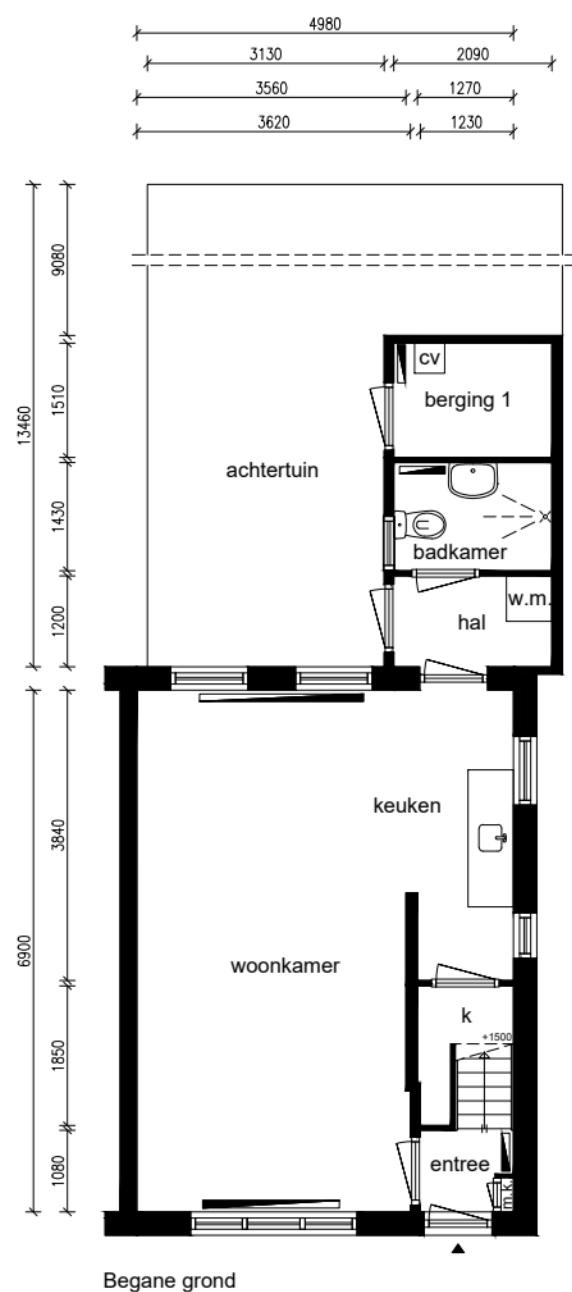 4980
3130 2090
3560 1270
3620 1230
9080
13460
1510
1430
1200
cv
berging 1
achtertuin
badkamer
w.m.
hal
keuken
3840
6900
woonkamer
k
+1500
1850
1080
entree
m.k
Begane grond